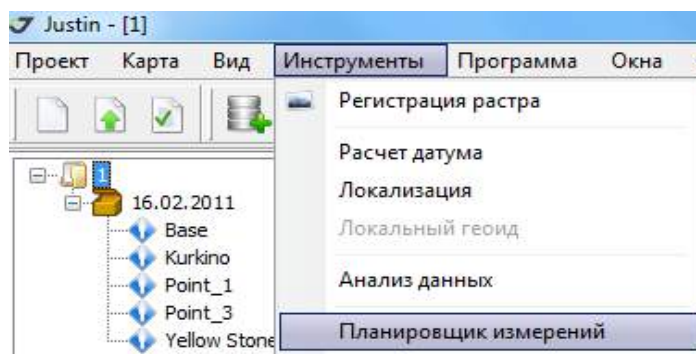 Justin - [1]
Проект Карта Вид Инструменты Программа Окна
Регистрация растра
Расчет датума
Локализация
Локальный геоид
Анализ данных
Планировщик измерений
1
16.02.2011
Base
Kurkino
Point_1
Point_3
Yellow Stone